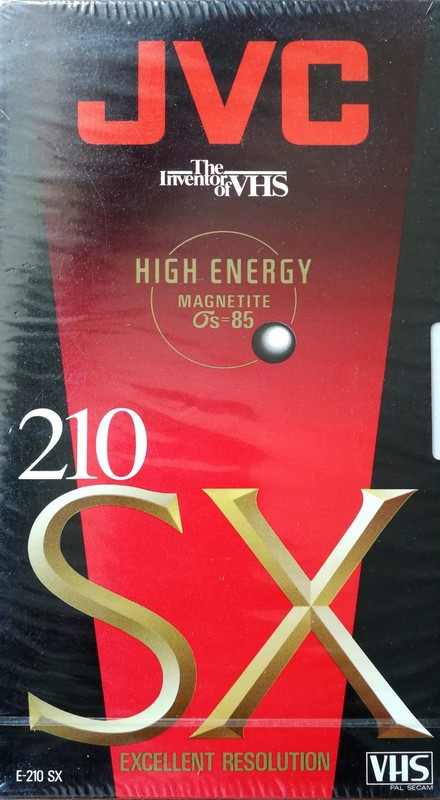 JVC
The
Inventor
of VHS
HIGH ENERGY
MAGNETITE
σs=85
210
SX
EXCELLENT RESOLUTION
E-210 SX
VHS
PAL SECAM